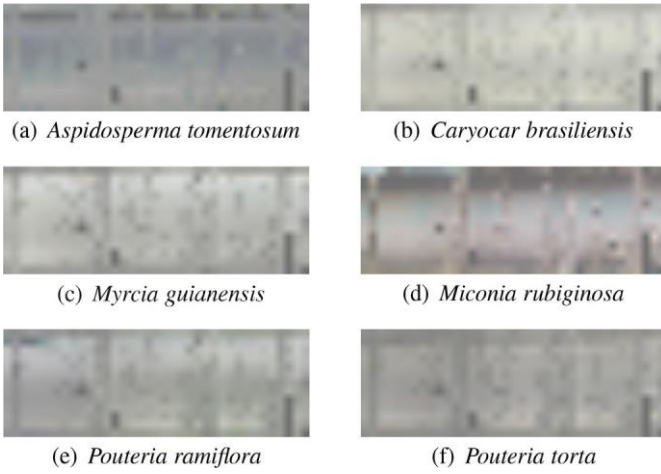 (a) Aspidosperma tomentosum
(b) Caryocar brasiliensis
(c) Myrcia guianensis
(d) Miconia rubiginosa
(e) Pouteria ramiflora
(f) Pouteria torta